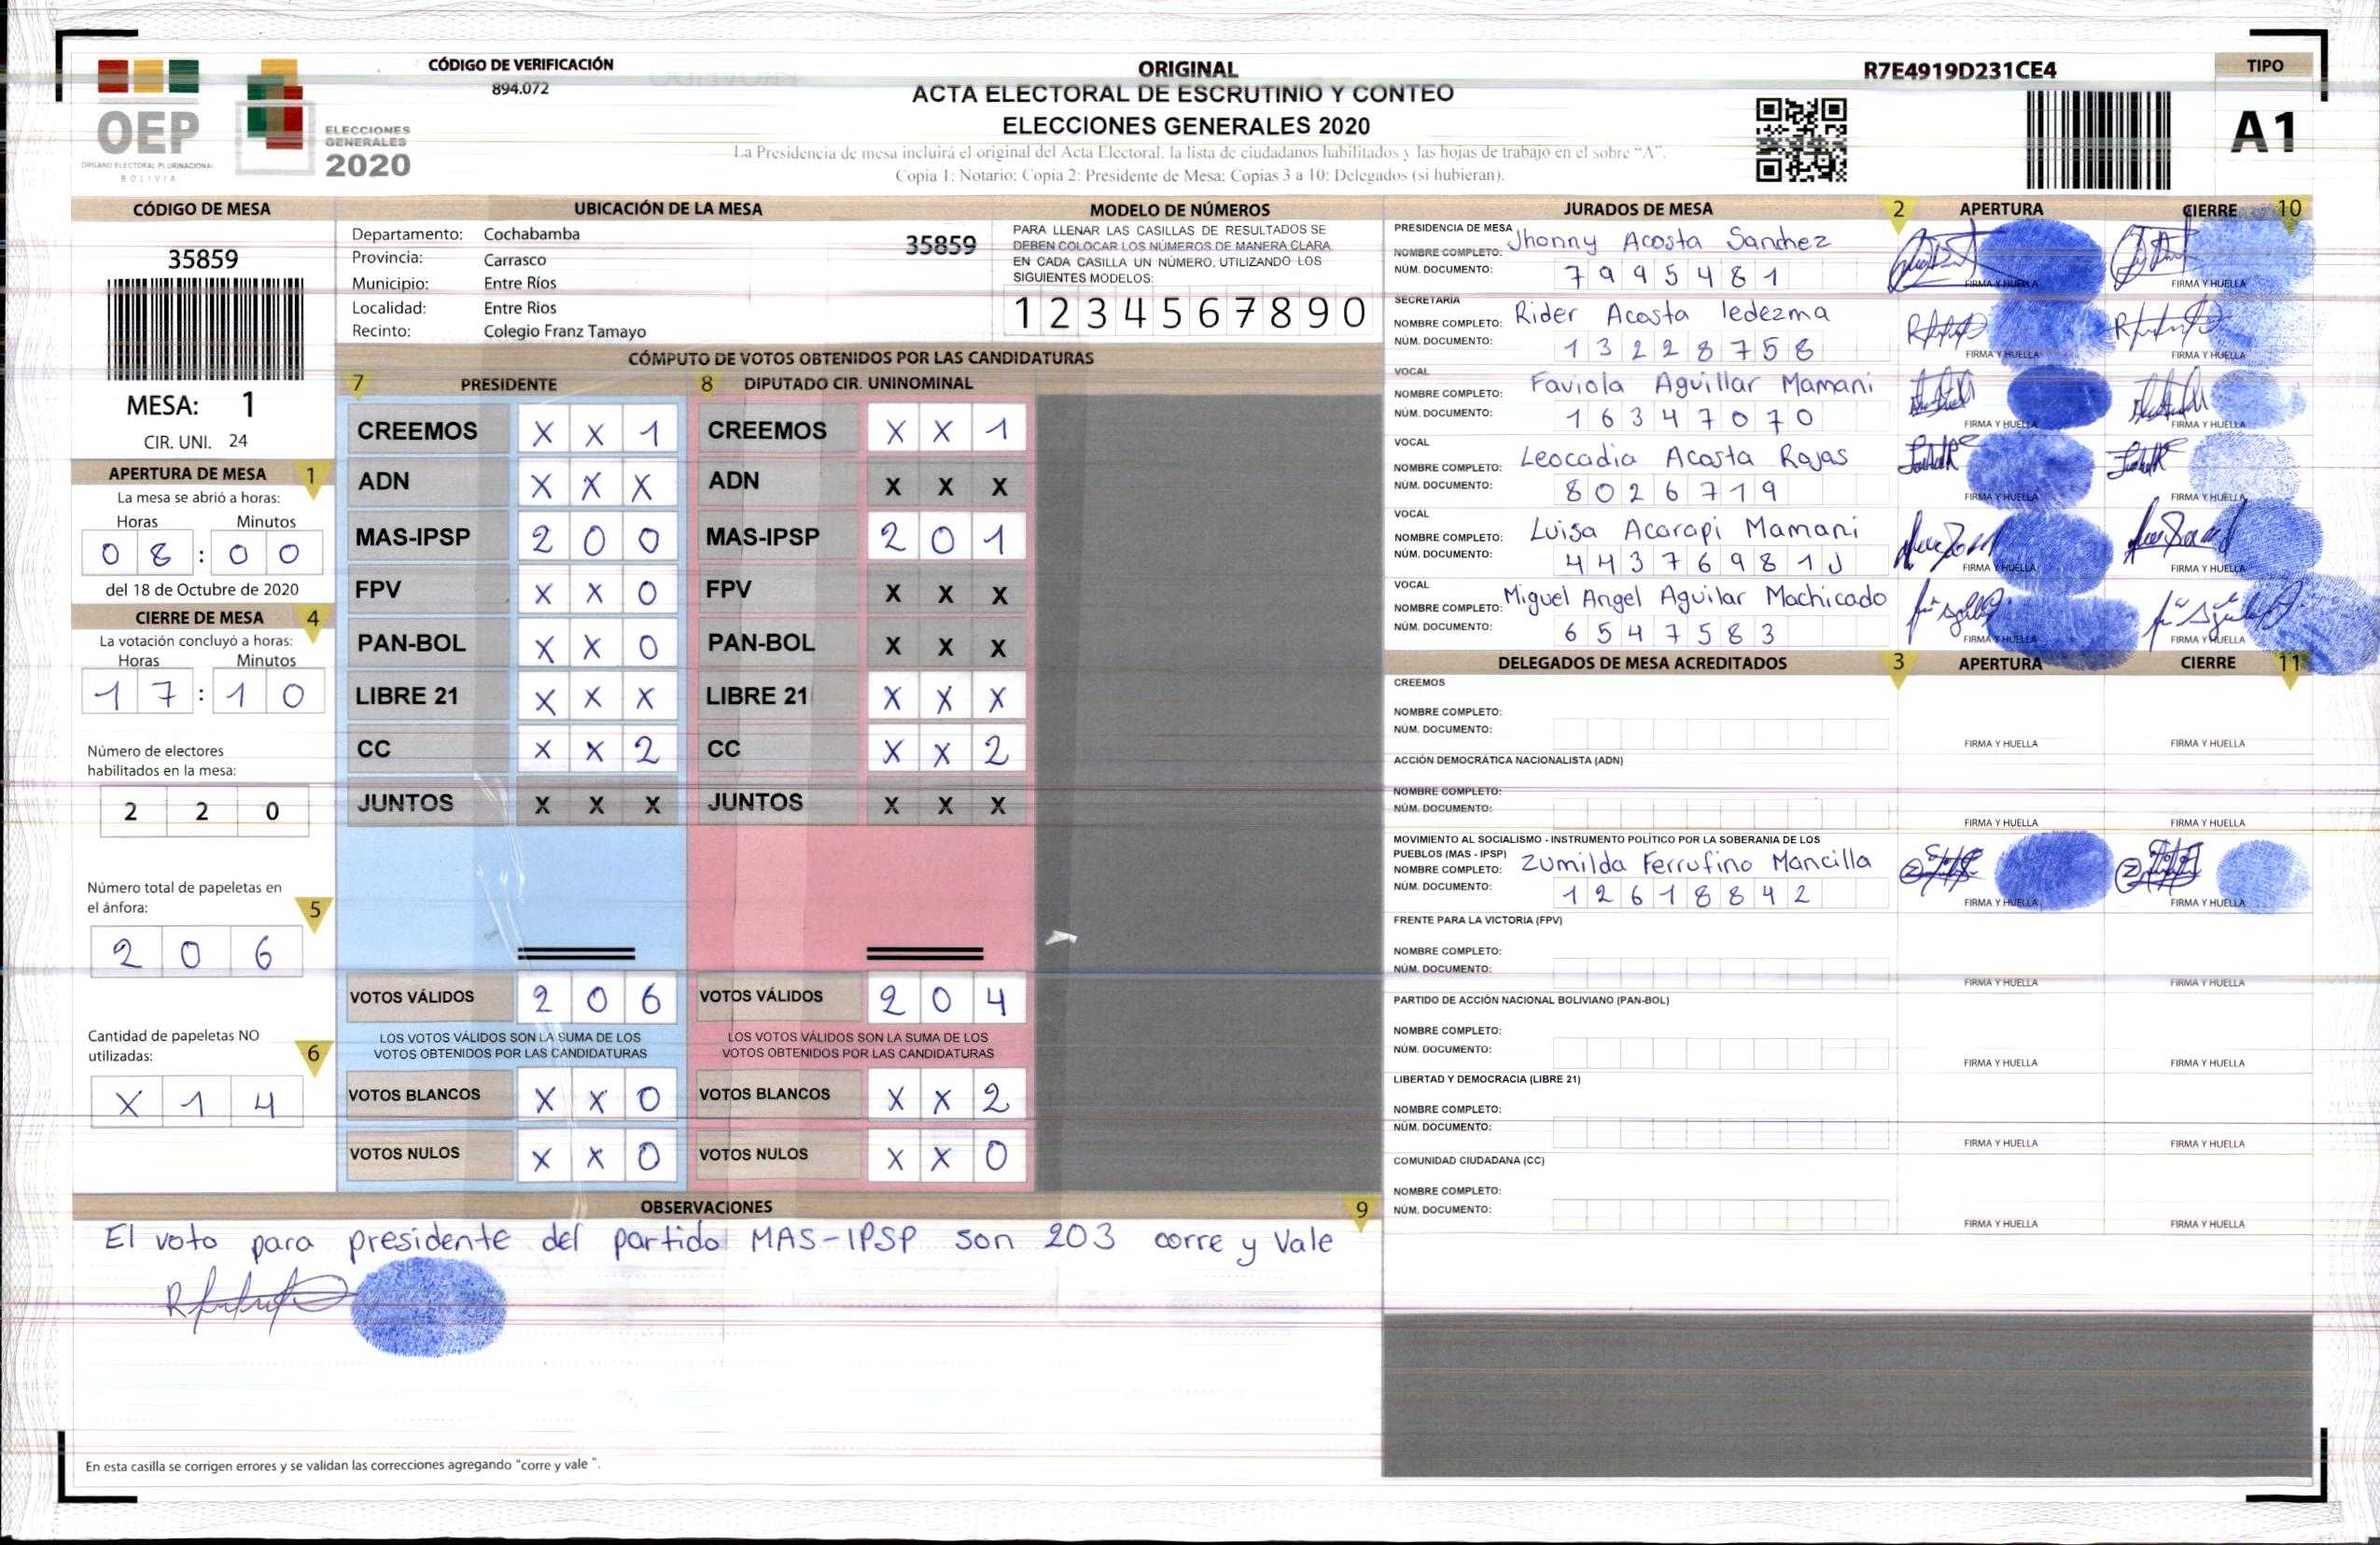 CÓDIGO DE VERIFICACIÓN
894.072
ORIGINAL
ACTA ELECTORAL DE ESCRUTINIO Y CONTEO
ELECCIONES GENERALES 2020
La Presidencia de mesa incluirá el original del Acta Electoral, la lista de ciudadanos habilitados y las hojas de trabajo en el sobre "A".
Copia 1: Notario: Copia 2: Presidente de Mesa: Copias 3 a 10: Delegados (si hubieran).
R7E4919D231CE4
TIPO
A1
OEP
ÓRGANO ELECTORAL PLURINACIONAL
BOLIVIA
ELECCIONES
GENERALES
2020
CÓDIGO DE MESA
35859
MESA: 1
CIR. UNI. 24
APERTURA DE MESA 1
La mesa se abrió a horas:
Horas Minutos
0 8 : 0 0
del 18 de Octubre de 2020
CIERRE DE MESA 4
La votación concluyó a horas:
Horas Minutos
1 7 : 1 0
Número de electores
habilitados en la mesa:
2 2 0
Número total de papeletas en
el ánfora: 5
2 0 6
Cantidad de papeletas NO
utilizadas: 6
X 1 4
UBICACIÓN DE LA MESA
Departamento: Cochabamba 35859
Provincia: Carrasco
Municipio: Entre Ríos
Localidad: Entre Rios
Recinto: Colegio Franz Tamayo
MODELO DE NÚMEROS
PARA LLENAR LAS CASILLAS DE RESULTADOS SE
DEBEN COLOCAR LOS NÚMEROS DE MANERA CLARA.
EN CADA CASILLA UN NÚMERO, UTILIZANDO LOS
SIGUIENTES MODELOS:
1 2 3 4 5 6 7 8 9 0
CÓMPUTO DE VOTOS OBTENIDOS POR LAS CANDIDATURAS
7 PRESIDENTE 8 DIPUTADO CIR. UNINOMINAL
CREEMOS X X 1 CREEMOS X X 1
ADN X X X ADN X X X
MAS-IPSP 2 0 0 MAS-IPSP 2 0 1
FPV X X 0 FPV X X X
PAN-BOL X X 0 PAN-BOL X X X
LIBRE 21 X X X LIBRE 21 X X X
CC X X 2 CC X X 2
JUNTOS X X X JUNTOS X X X
VOTOS VÁLIDOS 2 0 6 VOTOS VÁLIDOS 2 0 4
LOS VOTOS VÁLIDOS SON LA SUMA DE LOS LOS VOTOS VÁLIDOS SON LA SUMA DE LOS
VOTOS OBTENIDOS POR LAS CANDIDATURAS VOTOS OBTENIDOS POR LAS CANDIDATURAS
VOTOS BLANCOS X X 0 VOTOS BLANCOS X X 2
VOTOS NULOS X X 0 VOTOS NULOS X X 0
OBSERVACIONES 9
El voto para presidente del partido MAS-IPSP son 203 corre y Vale
En esta casilla se corrigen errores y se validan las correcciones agregando "corre y vale ".
JURADOS DE MESA 2 APERTURA CIERRE 10
PRESIDENCIA DE MESA
NOMBRE COMPLETO: Jhonny Acosta Sanchez
NÚM. DOCUMENTO: 7 9 9 5 4 8 1
FIRMA Y HUELLA FIRMA Y HUELLA
SECRETARIA
NOMBRE COMPLETO: Rider Acosta ledezma
NÚM. DOCUMENTO: 1 3 2 2 8 7 5 8
FIRMA Y HUELLA FIRMA Y HUELLA
VOCAL
NOMBRE COMPLETO: Faviola Aguillar Mamani
NÚM. DOCUMENTO: 1 6 3 4 7 0 7 0
FIRMA Y HUELLA FIRMA Y HUELLA
VOCAL
NOMBRE COMPLETO: Leocadia Acosta Rojas
NÚM. DOCUMENTO: 8 0 2 6 7 1 9
FIRMA Y HUELLA FIRMA Y HUELLA
VOCAL
NOMBRE COMPLETO: Luisa Acarapi Mamani
NÚM. DOCUMENTO: 4 4 3 7 6 9 8 1 J
FIRMA Y HUELLA FIRMA Y HUELLA
VOCAL
NOMBRE COMPLETO: Miguel Angel Aguilar Machicado
NÚM. DOCUMENTO: 6 5 4 7 5 8 3
FIRMA Y HUELLA FIRMA Y HUELLA
DELEGADOS DE MESA ACREDITADOS 3 APERTURA CIERRE 11
CREEMOS
NOMBRE COMPLETO:
NÚM. DOCUMENTO:
FIRMA Y HUELLA FIRMA Y HUELLA
ACCIÓN DEMOCRÁTICA NACIONALISTA (ADN)
NOMBRE COMPLETO:
NÚM. DOCUMENTO:
FIRMA Y HUELLA FIRMA Y HUELLA
MOVIMIENTO AL SOCIALISMO - INSTRUMENTO POLÍTICO POR LA SOBERANIA DE LOS
PUEBLOS (MAS - IPSP)
NOMBRE COMPLETO: Zumilda Ferrufino Mancilla
NÚM. DOCUMENTO: 1 2 6 1 8 8 4 2
FIRMA Y HUELLA FIRMA Y HUELLA
FRENTE PARA LA VICTORIA (FPV)
NOMBRE COMPLETO:
NÚM. DOCUMENTO:
FIRMA Y HUELLA FIRMA Y HUELLA
PARTIDO DE ACCIÓN NACIONAL BOLIVIANO (PAN-BOL)
NOMBRE COMPLETO:
NÚM. DOCUMENTO:
FIRMA Y HUELLA FIRMA Y HUELLA
LIBERTAD Y DEMOCRACIA (LIBRE 21)
NOMBRE COMPLETO:
NÚM. DOCUMENTO:
FIRMA Y HUELLA FIRMA Y HUELLA
COMUNIDAD CIUDADANA (CC)
NOMBRE COMPLETO:
NÚM. DOCUMENTO:
FIRMA Y HUELLA FIRMA Y HUELLA